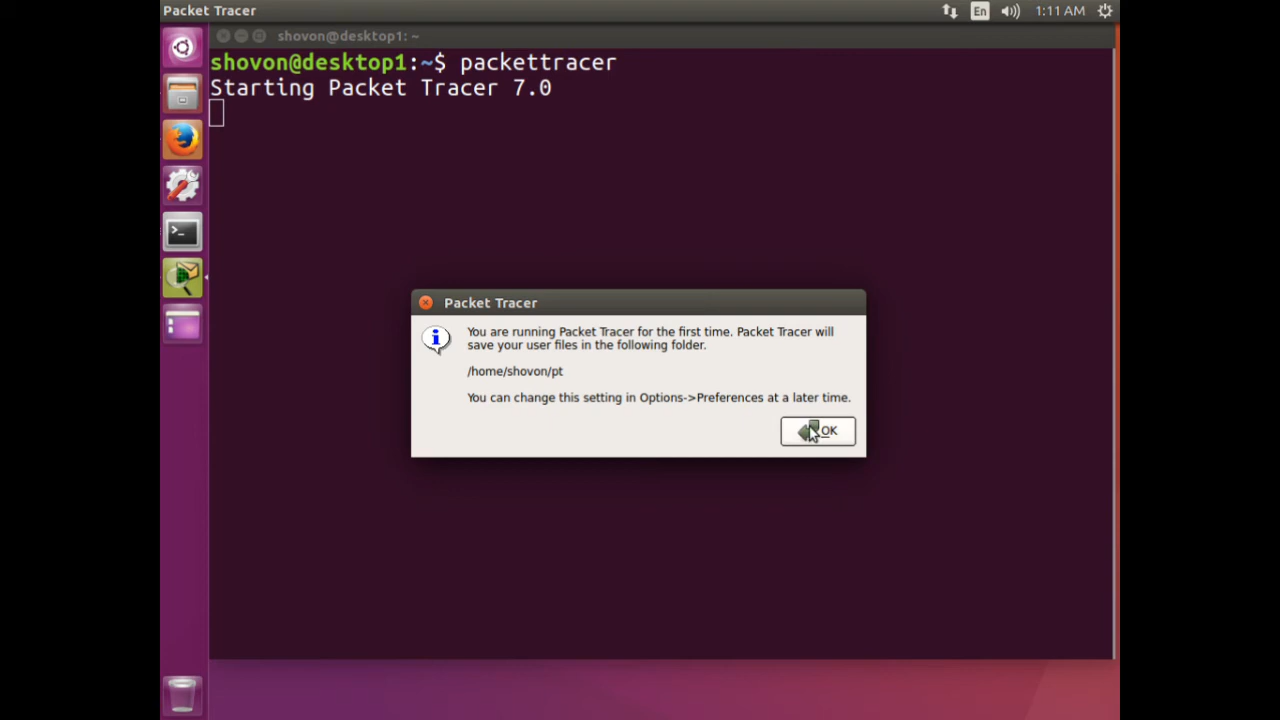 Packet Tracer
En
1:11 AM
shovon@desktop1: ~
shovon@desktop1:~$ packettracer
Starting Packet Tracer 7.0
Packet Tracer
You are running Packet Tracer for the first time. Packet Tracer will
save your user files in the following folder.
/home/shovon/pt
You can change this setting in Options->Preferences at a later time.
OK